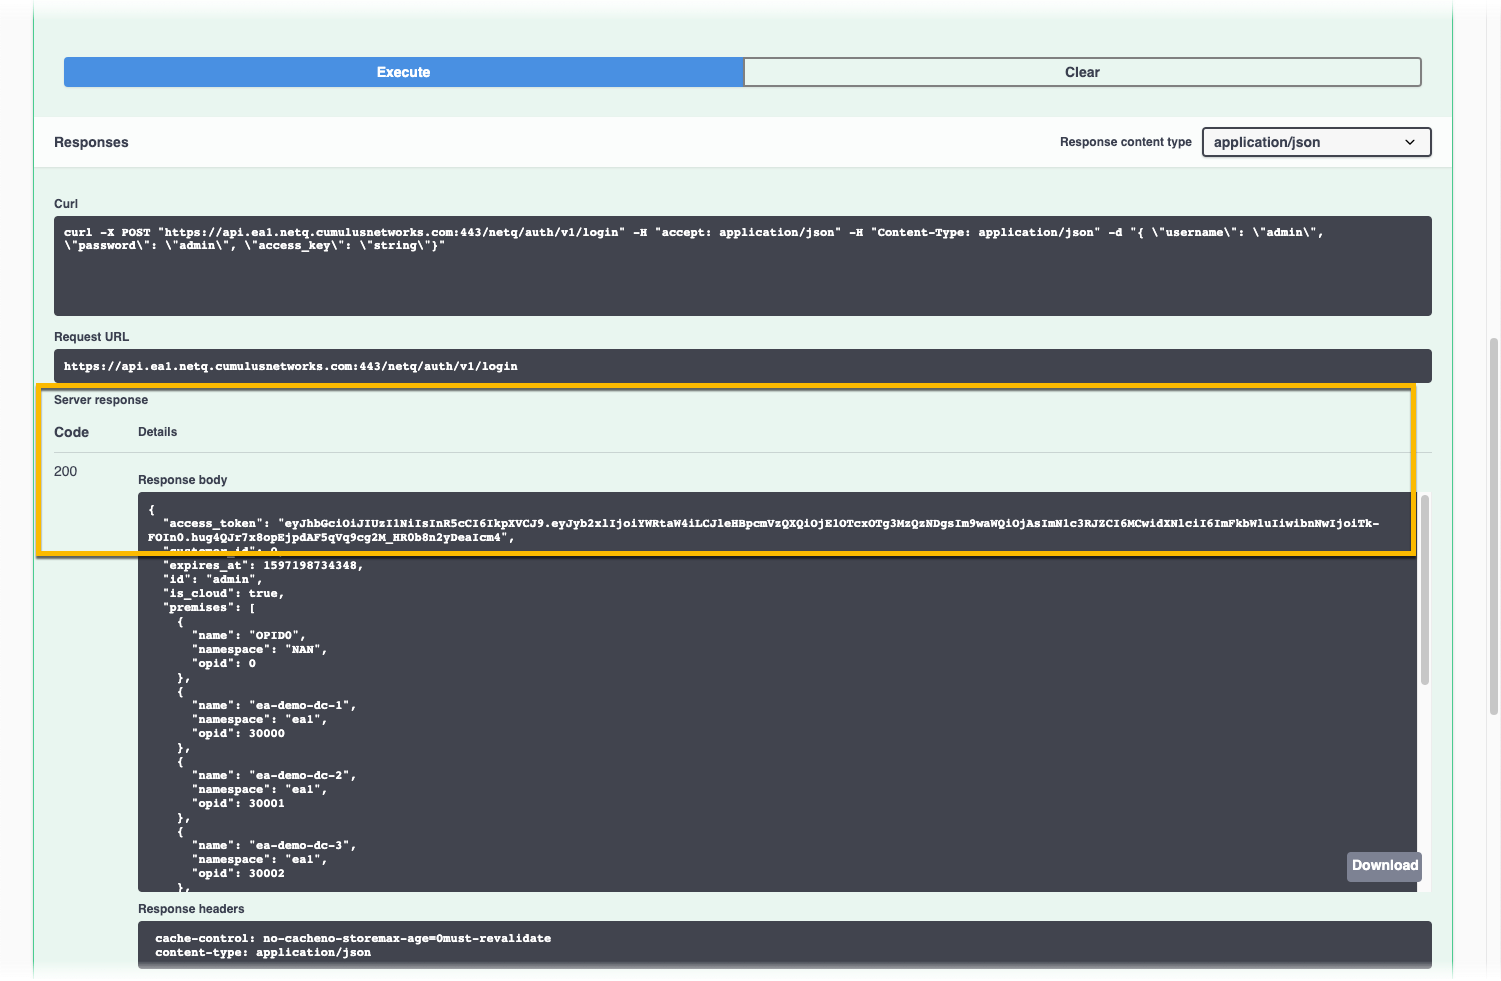 Execute
Clear
Responses
Response content type
application/json
Curl
curl -X POST "https://api.ea1.netq.cumulusnetworks.com:443/netq/auth/v1/login" -H "accept: application/json" -H "Content-Type: application/json" -d "{ \"username\": \"admin\",
\"password\": \"admin\", \"access_key\": \"string\"}"
Request URL
https://api.ea1.netq.cumulusnetworks.com:443/netq/auth/v1/login
Server response
Code
Details
200
Response body
{
"access_token": "eyJhbGciOiJIUzI1NiIsInR5cCI6IkpXVCJ9.eyJyb2xlIjoiYWRtaW4iLCJleHBpcmVzQXQiOjE1OTcxOTg3MzQzNDgsIm9waWQiOjAsImN1c3RJZCI6MCwidXNlciI6ImFkbWluIiwibnNwIjoiTk-
FOIn0.hug4QJr7x8opEjpdAF5qVq9cg2M_HR0b8n2yDeaIcm4",
"customer_id": 0,
"expires_at": 1597198734348,
"id": "admin",
"is_cloud": true,
"premises": [
{
"name": "OPID0",
"namespace": "NAN",
"opid": 0
},
{
"name": "ea-demo-dc-1",
"namespace": "ea1",
"opid": 30000
},
{
"name": "ea-demo-dc-2",
"namespace": "ea1",
"opid": 30001
},
{
"name": "ea-demo-dc-3",
"namespace": "ea1",
"opid": 30002
},
Download
Response headers
cache-control: no-cacheno-storemax-age=0must-revalidate
content-type: application/json